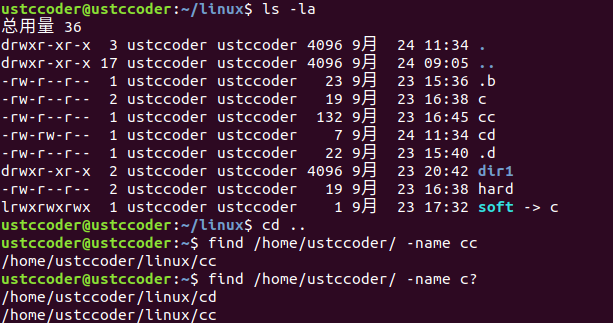 ustccoder@ustccoder:~/linux$ ls -la
总用量 36
drwxr-xr-x  3 ustccoder ustccoder 4096 9月  24 11:34 .
drwxr-xr-x 17 ustccoder ustccoder 4096 9月  24 09:05 ..
-rw-r--r--  1 ustccoder ustccoder   23 9月  23 15:36 .b
-rw-r--r--  2 ustccoder ustccoder   19 9月  23 16:38 c
-rw-r--r--  1 ustccoder ustccoder  132 9月  23 16:45 cc
-rw-rw-r--  1 ustccoder ustccoder    7 9月  24 11:34 cd
-rw-r--r--  1 ustccoder ustccoder   22 9月  23 15:40 .d
drwxr-xr-x  2 ustccoder ustccoder 4096 9月  23 20:42 dir1
-rw-r--r--  2 ustccoder ustccoder   19 9月  23 16:38 hard
lrwxrwxrwx  1 ustccoder ustccoder    1 9月  23 17:32 soft -> c
ustccoder@ustccoder:~/linux$ cd ..
ustccoder@ustccoder:~$ find /home/ustccoder/ -name cc
/home/ustccoder/linux/cc
ustccoder@ustccoder:~$ find /home/ustccoder/ -name c?
/home/ustccoder/linux/cd
/home/ustccoder/linux/cc